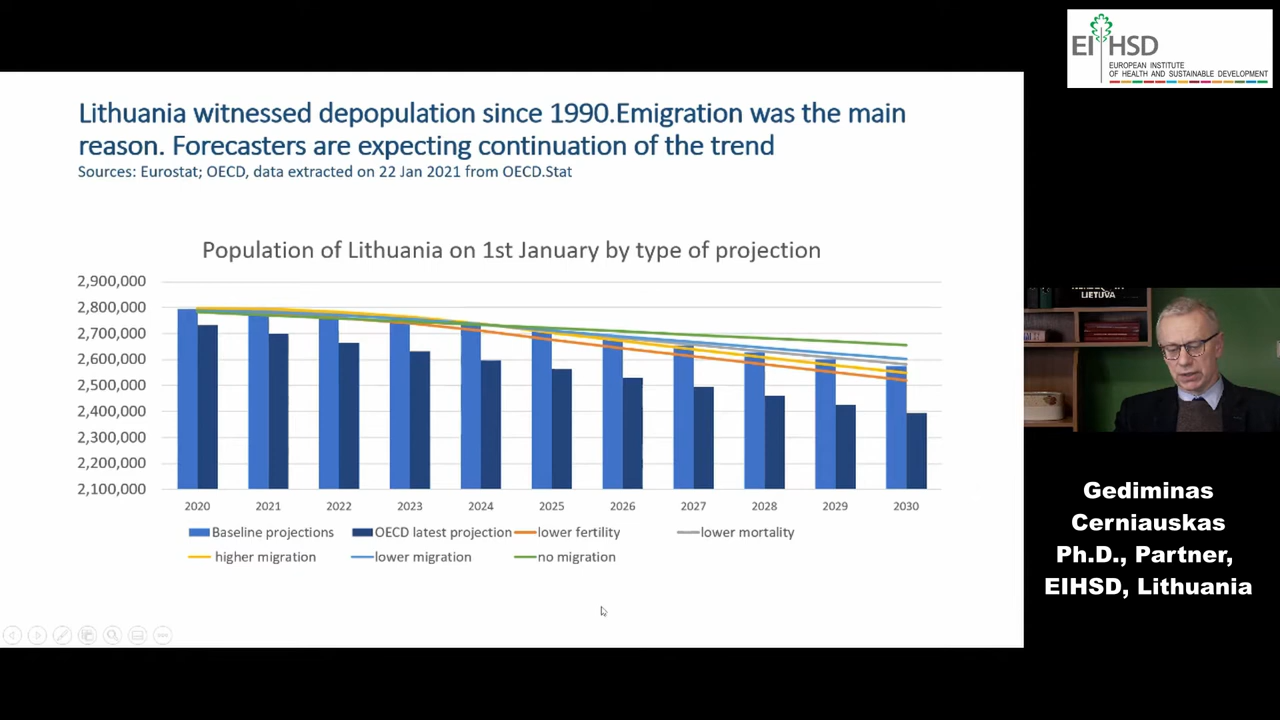 EIHSD
EUROPEAN INSTITUTE
OF HEALTH AND SUSTAINABLE DEVELOPMENT
Lithuania witnessed depopulation since 1990.Emigration was the main
reason. Forecasters are expecting continuation of the trend
Sources: Eurostat; OECD, data extracted on 22 Jan 2021 from OECD.Stat
Population of Lithuania on 1st January by type of projection
2,900,000
2,800,000
2,700,000
2,600,000
2,500,000
2,400,000
2,300,000
2,200,000
2,100,000
2020 2021 2022 2023 2024 2025 2026 2027 2028 2029 2030
Baseline projections OECD latest projection lower fertility lower mortality
higher migration lower migration no migration
LIETUVA
Gediminas
Cerniauskas
Ph.D., Partner,
EIHSD, Lithuania